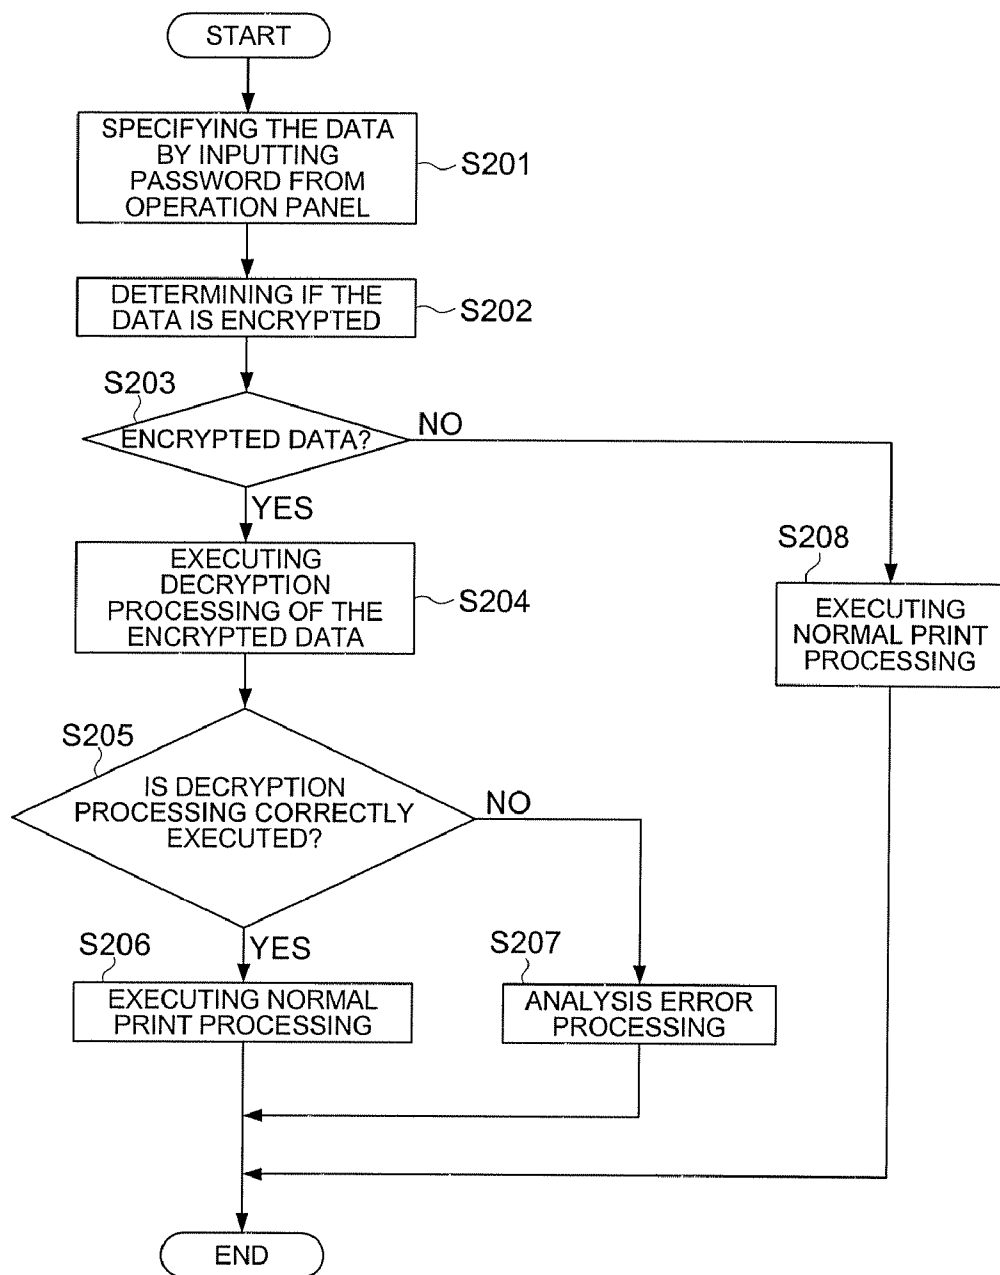 START
SPECIFYING THE DATA
BY INPUTTING
PASSWORD FROM
OPERATION PANEL
S201
DETERMINING IF THE
DATA IS ENCRYPTED
S202
S203
ENCRYPTED DATA?
NO
YES
EXECUTING
DECRYPTION
PROCESSING OF THE
ENCRYPTED DATA
S204
S208
EXECUTING
NORMAL PRINT
PROCESSING
S205
IS DECRYPTION
PROCESSING CORRECTLY
EXECUTED?
NO
YES
S206
EXECUTING NORMAL
PRINT PROCESSING
S207
ANALYSIS ERROR
PROCESSING
END